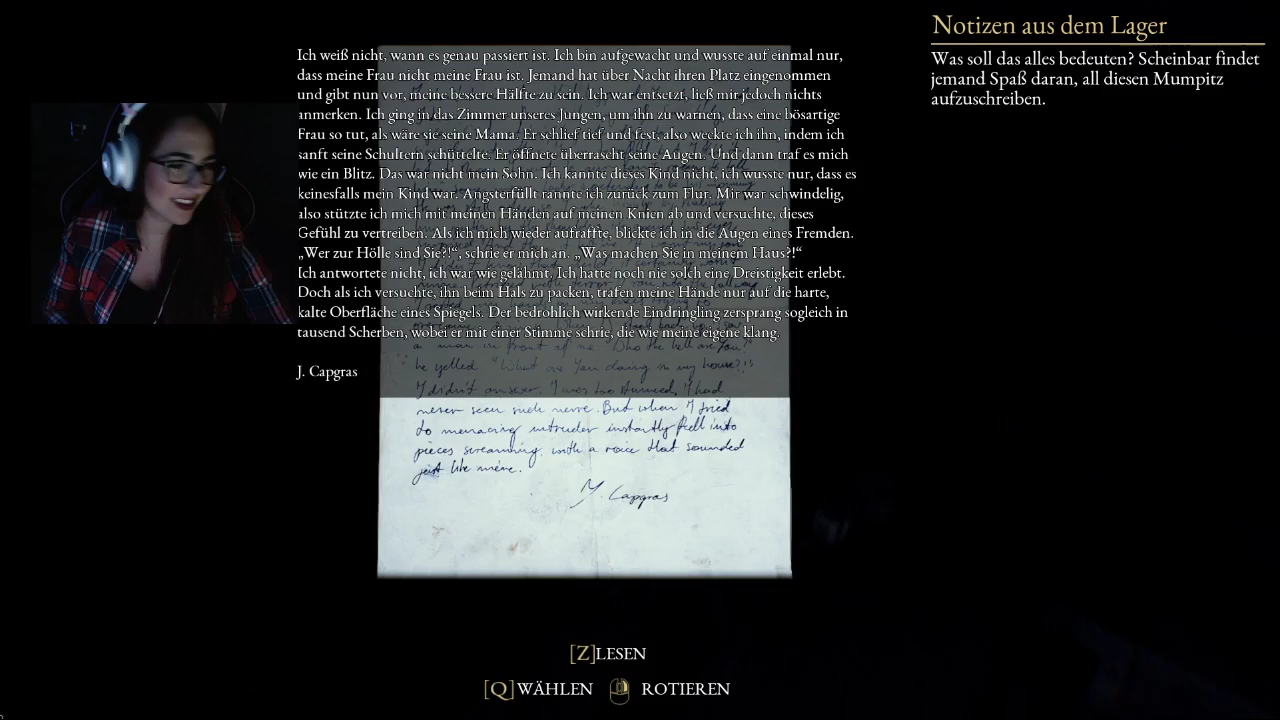 Notizen aus dem Lager
Was soll das alles bedeuten? Scheinbar findet
jemand Spaß daran, all diesen Mumpitz
aufzuschreiben.
Ich weiß nicht, wann es genau passiert ist. Ich bin aufgewacht und wusste auf einmal nur,
dass meine Frau nicht meine Frau ist. Jemand hat über Nacht ihren Platz eingenommen
und gibt nun vor, meine bessere Hälfte zu sein. Ich war entsetzt, ließ mir jedoch nichts
anmerken. Ich ging in das Zimmer unseres Jungen, um ihn zu warnen, dass eine bösartige
Frau so tut, als wäre sie seine Mama. Er schlief tief und fest, also weckte ich ihn, indem ich
sanft seine Schultern schüttelte. Er öffnete überrascht seine Augen. Und dann traf es mich
wie ein Blitz. Das war nicht mein Sohn. Ich kannte dieses Kind nicht, ich wusste nur, dass es
keinesfalls mein Kind war. Angsterfüllt rannte ich zurück zum Flur. Mir war schwindelig,
also stützte ich mich mit meinen Händen auf meinen Knien ab und versuchte, dieses
Gefühl zu vertreiben. Als ich mich wieder aufraffte, blickte ich in die Augen eines Fremden.
„Wer zur Hölle sind Sie?!“, schrie er mich an. „Was machen Sie in meinem Haus?!“
Ich antwortete nicht, ich war wie gelähmt. Ich hatte noch nie solch eine Dreistigkeit erlebt.
Doch als ich versuchte, ihn beim Hals zu packen, trafen meine Hände nur auf die harte,
kalte Oberfläche eines Spiegels. Der bedrohlich wirkende Eindringling zersprang sogleich in
tausend Scherben, wobei er mit einer Stimme schrie, die wie meine eigene klang.
J. Capgras
a man in front of me. "Who the hell are you?"
he yelled "What are you doing in my house?!"
I didn't answer. I was too stunned, I had
never seen such nerve. But when I tried
to menacing intruder instantly fell into
pieces screaming with a voice that sounded
just like mine.
Capgras
[Z]LESEN
[Q]WÄHLEN
ROTIEREN